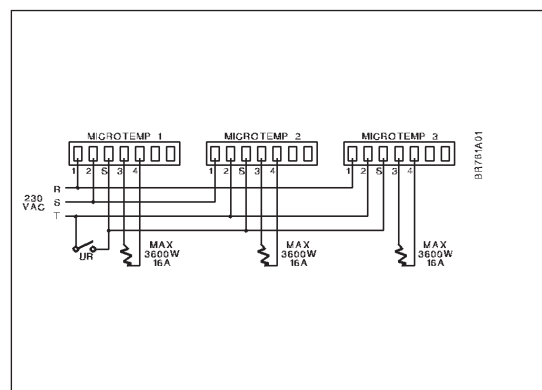 MICROTEMP 1 MICROTEMP 2 MICROTEMP 3
1 2 S 3 4 1 2 S 3 4 1 2 S 3 4
R
230 VAC S
T
UR
MAX 3600W 16A
MAX 3600W 16A
MAX 3600W 16A
BR761A01